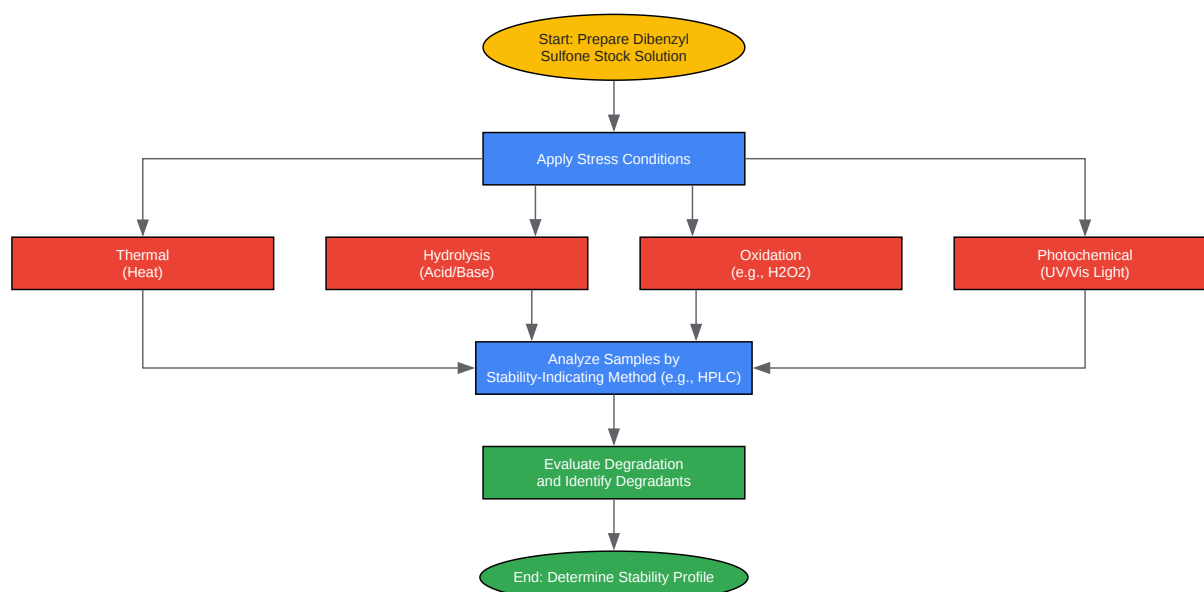 Start: Prepare Dibenzyl
Sulfone Stock Solution
Apply Stress Conditions
Thermal
(Heat)
Hydrolysis
(Acid/Base)
Oxidation
(e.g., H2O2)
Photochemical
(UV/Vis Light)
Analyze Samples by
Stability-Indicating Method (e.g., HPLC)
Evaluate Degradation
and Identify Degradants
End: Determine Stability Profile